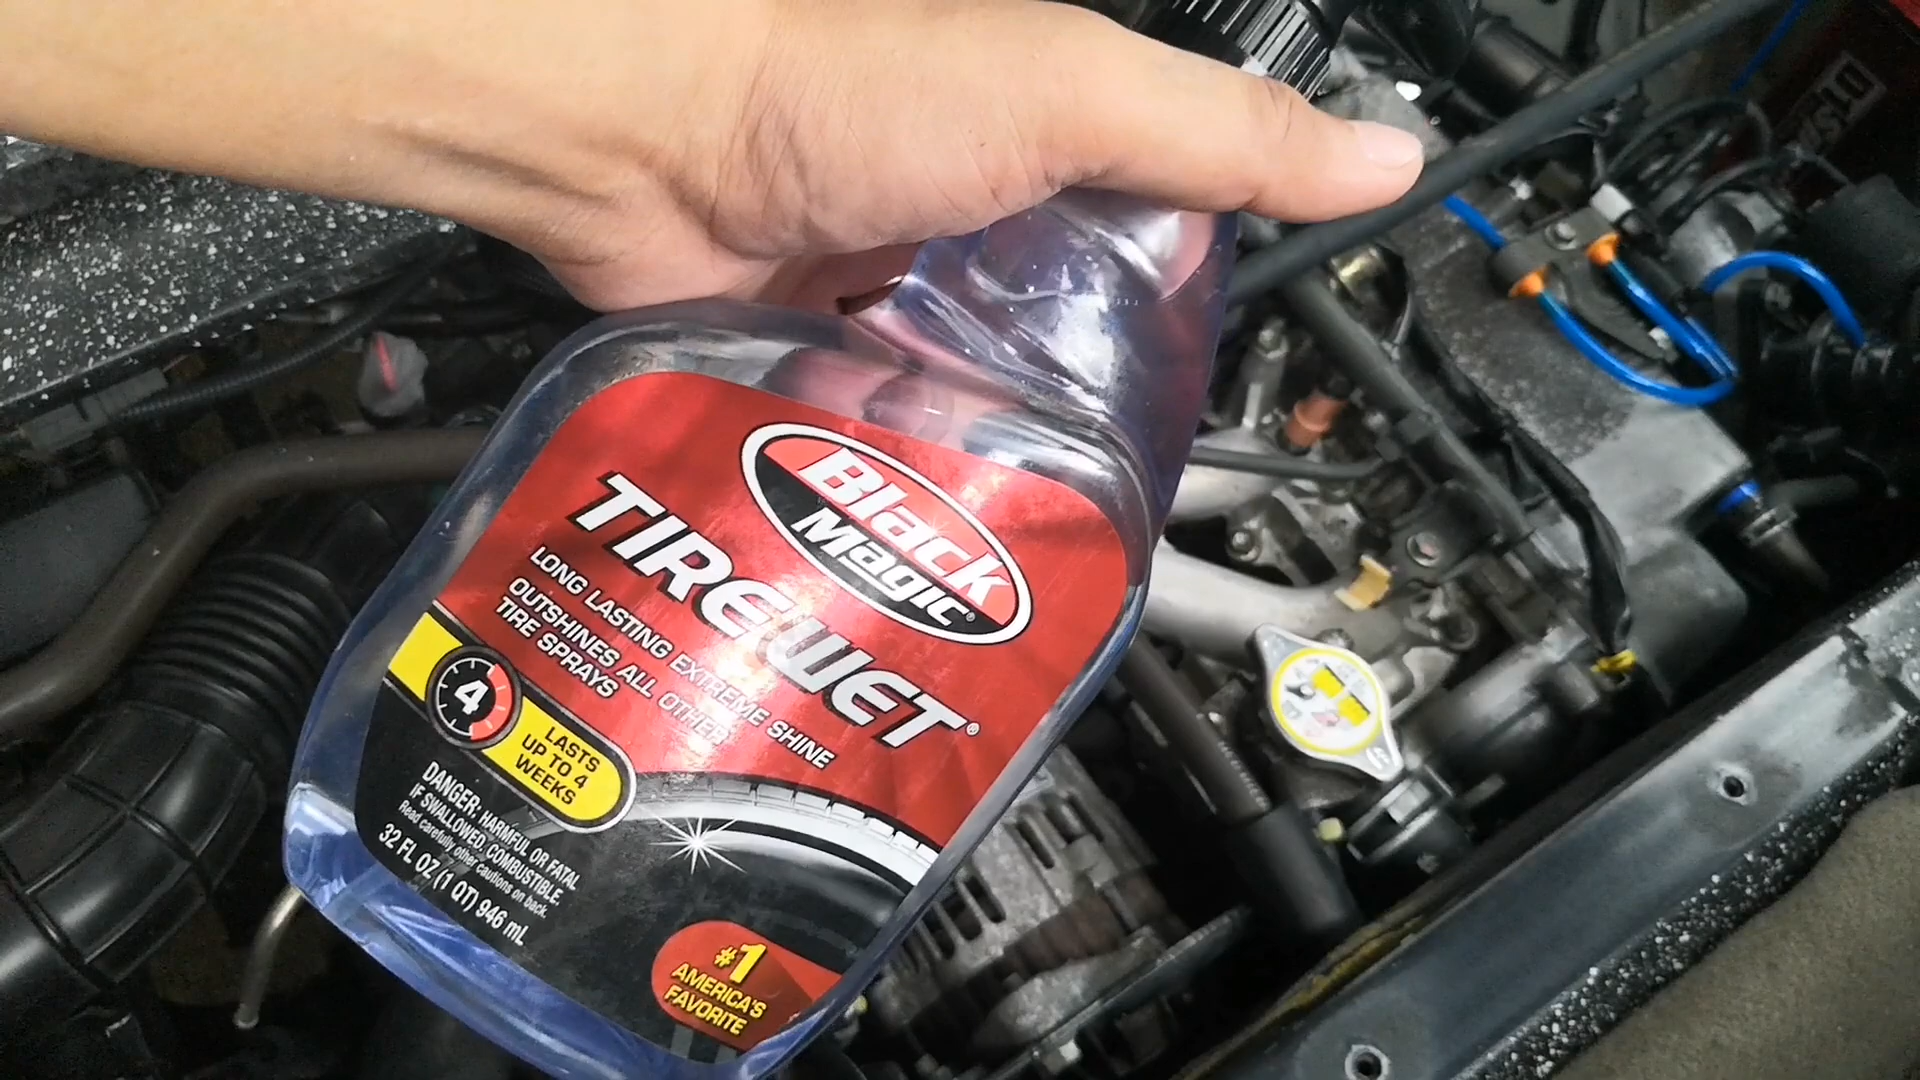 Black
Magic®
TIREWET®
LONG LASTING EXTREME SHINE
OUTSHINES ALL OTHER
TIRE SPRAYS
4
LASTS
UP TO 4
WEEKS
DANGER: HARMFUL OR FATAL
IF SWALLOWED. COMBUSTIBLE.
Read carefully other cautions on back.
32 FL OZ (1 QT) 946 mL
#1
AMERICA'S
FAVORITE